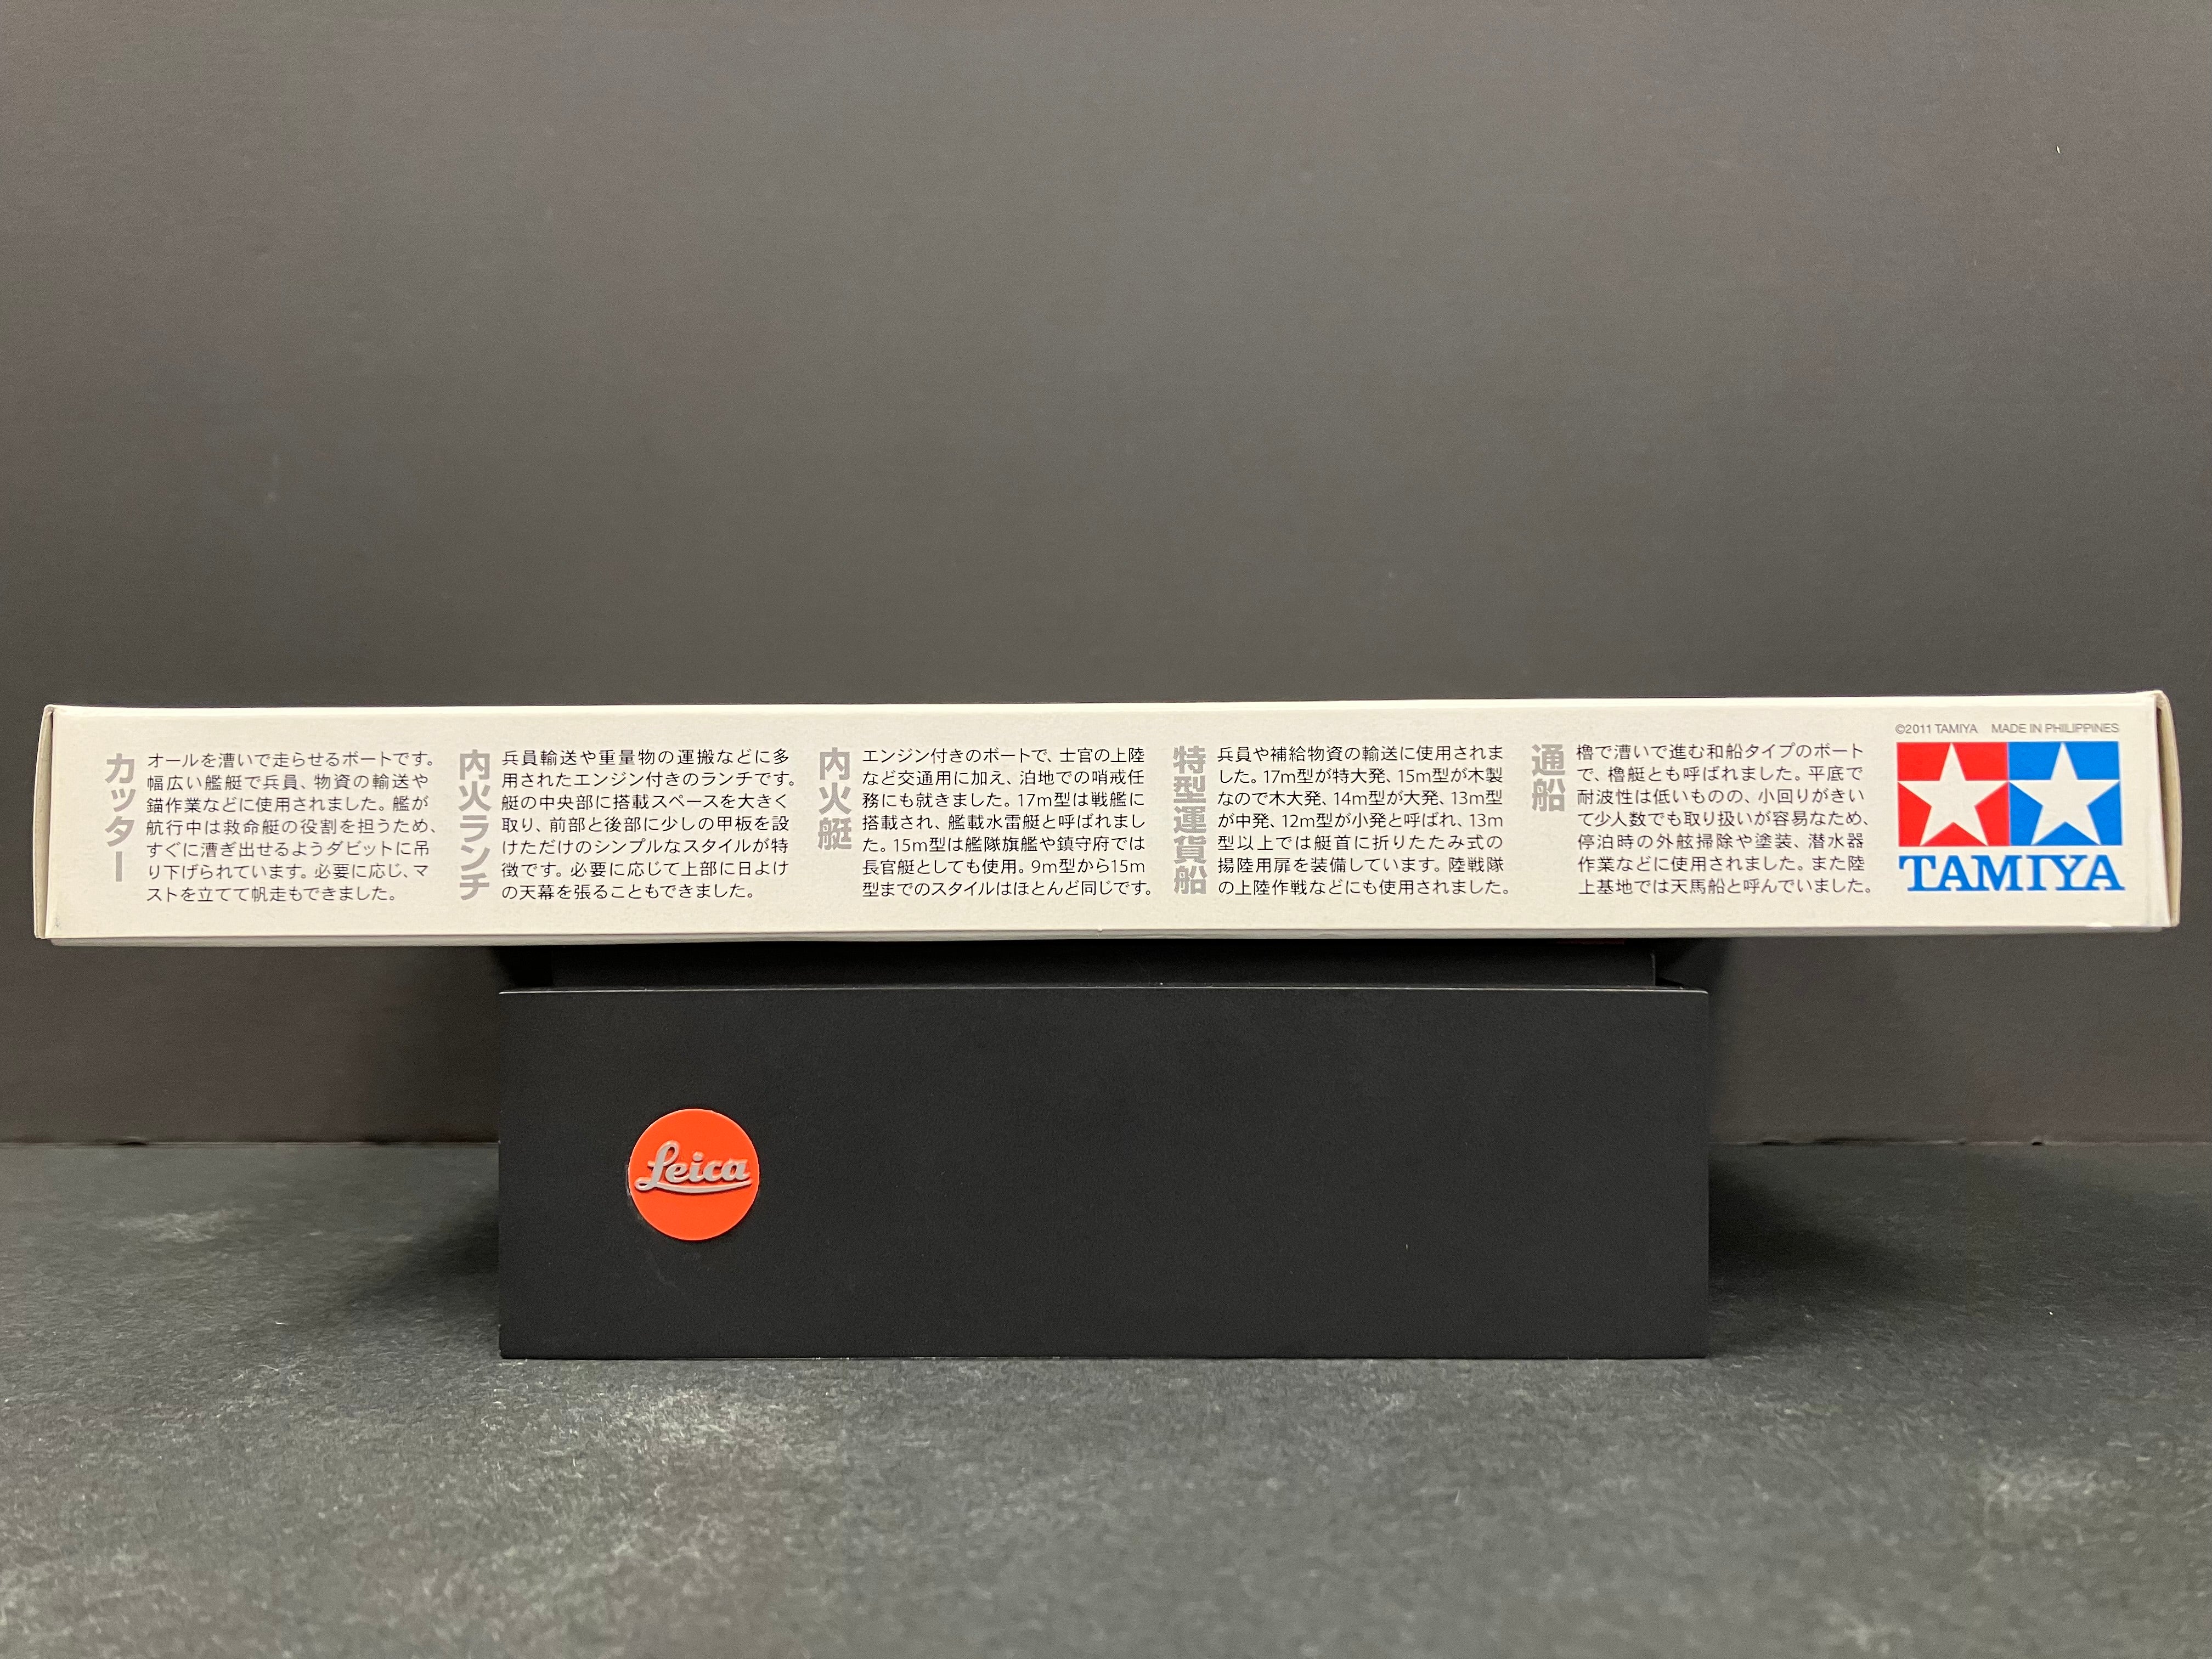 カッター
オールを漕いで走らせるボートです。
幅広い艦艇で兵員、物資の輸送や
錨作業などに使用されました。艦が
航行中は救命艇の役割を担うため、
すぐに漕ぎ出せるようダビットに吊
り下げられています。必要に応じ、マ
ストを立てて帆走もできました。
内火ランチ
兵員輸送や重量物の運搬などに多
用されたエンジン付きのランチです。
艇の中央部に搭載スペースを大きく
取り、前部と後部に少しの甲板を設
けただけのシンプルなスタイルが特
徴です。必要に応じて上部に日よけ
の天幕を張ることもできました。
内火艇
エンジン付きのボートで、士官の上陸
など交通用に加え、泊地での哨戒任
務にも就きました。17m型は戦艦に
搭載され、艦載水雷艇と呼ばれまし
た。15m型は艦隊旗艦や鎮守府では
長官艇としても使用。9m型から15m
型までのスタイルはほとんど同じです。
特型運貨船
兵員や補給物資の輸送に使用されま
した。17m型が特大発、15m型が木製
なので木大発、14m型が大発、13m型
が中発、12m型が小発と呼ばれ、13m
型以上では艇首に折りたたみ式の
揚陸用扉を装備しています。陸戦隊
の上陸作戦などにも使用されました。
通船
櫓で漕いで進む和船タイプのボート
で、櫓艇とも呼ばれました。平底で
耐波性は低いものの、小回りがきい
て少人数でも取り扱いが容易なため、
停泊時の外舷掃除や塗装、潜水器
作業などに使用されました。また陸
上基地では天馬船と呼んでいました。
©2011 TAMIYA MADE IN PHILIPPINES
TAMIYA
Leica